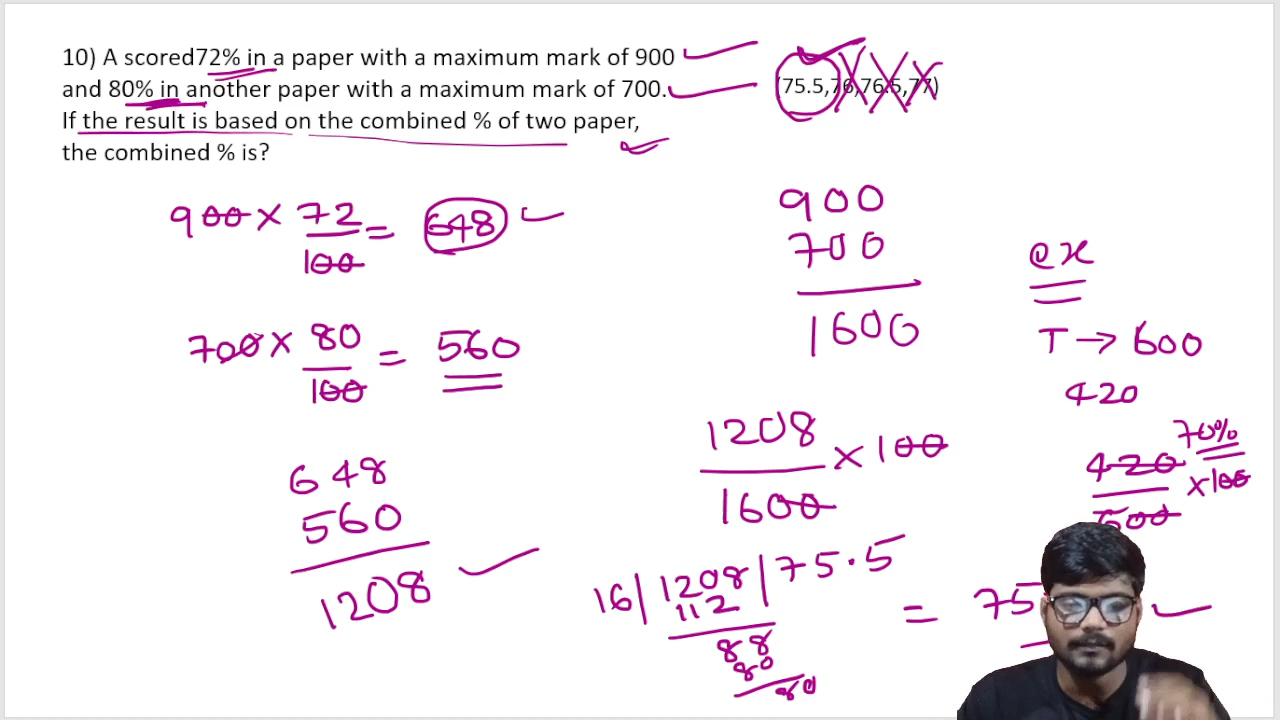 10) A scored72% in a paper with a maximum mark of 900
and 80% in another paper with a maximum mark of 700.
(75.5,76,76.5,77)
If the result is based on the combined % of two paper,
the combined % is?
900 × 72/100 = 648
700 × 80/100 = 560
648
560
1208
900
700
1600
1208/1600 × 100
16|1208|75.5
112
88
80
80
= 75
ex
T → 600
420
70%
420/600 ×100